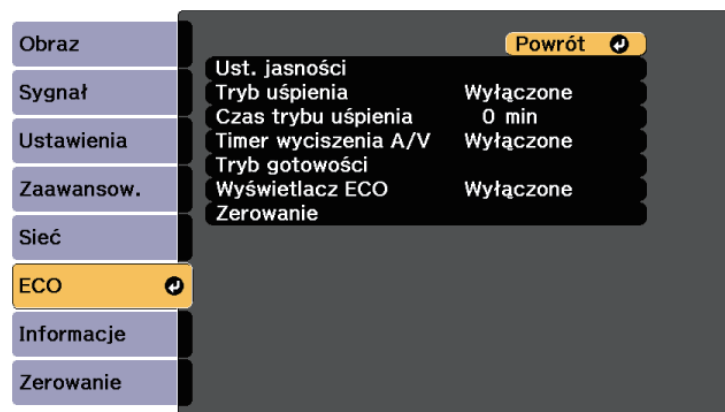 Obraz
Sygnał
Ustawienia
Zaawansow.
Sieć
ECO
Informacje
Zerowanie
Powrót
Ust. jasności
Tryb uśpienia Wyłączone
Czas trybu uśpienia 0 min
Timer wyciszenia A/V Wyłączone
Tryb gotowości
Wyświetlacz ECO Wyłączone
Zerowanie